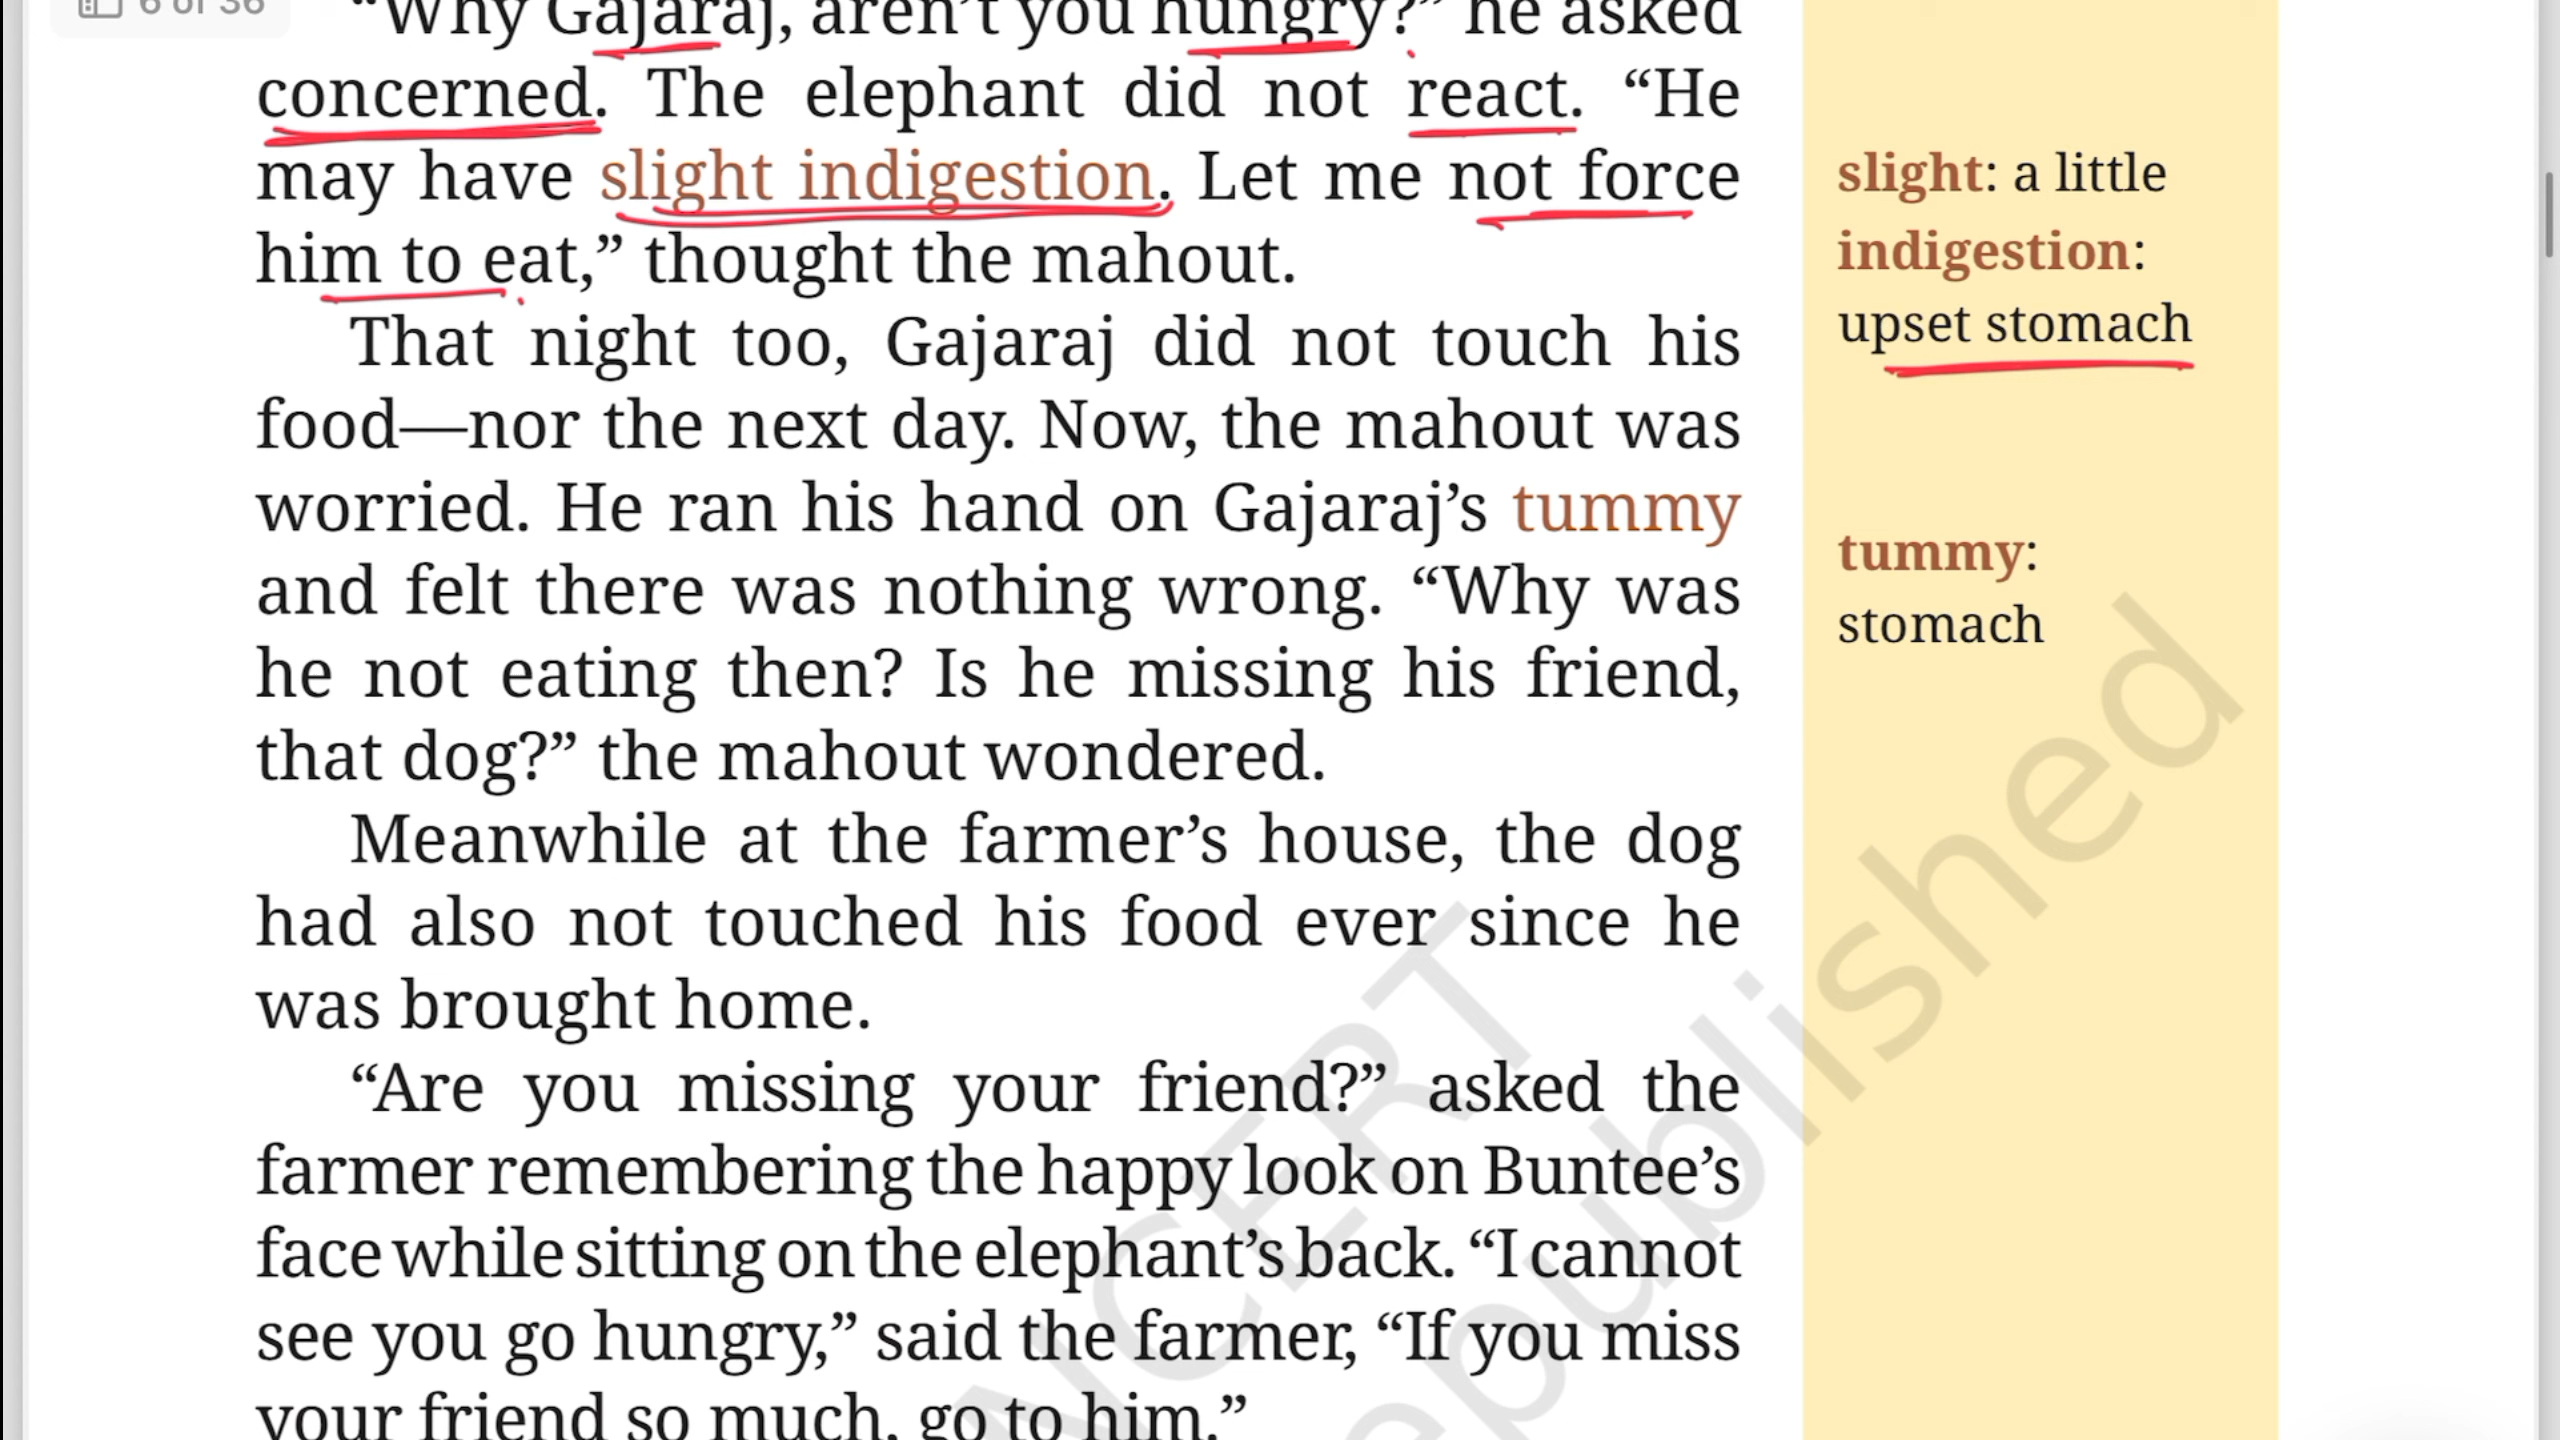 6 of 36
“Why Gajaraj, aren’t you hungry?” he asked
concerned. The elephant did not react. “He
may have slight indigestion. Let me not force
him to eat,” thought the mahout.
That night too, Gajaraj did not touch his
food—nor the next day. Now, the mahout was
worried. He ran his hand on Gajaraj’s tummy
and felt there was nothing wrong. “Why was
he not eating then? Is he missing his friend,
that dog?” the mahout wondered.
Meanwhile at the farmer’s house, the dog
had also not touched his food ever since he
was brought home.
“Are you missing your friend?” asked the
farmer remembering the happy look on Buntee’s
face while sitting on the elephant’s back. “I cannot
see you go hungry,” said the farmer, “If you miss
your friend so much, go to him.”
slight: a little
indigestion:
upset stomach
tummy:
stomach
NCERT
epublished